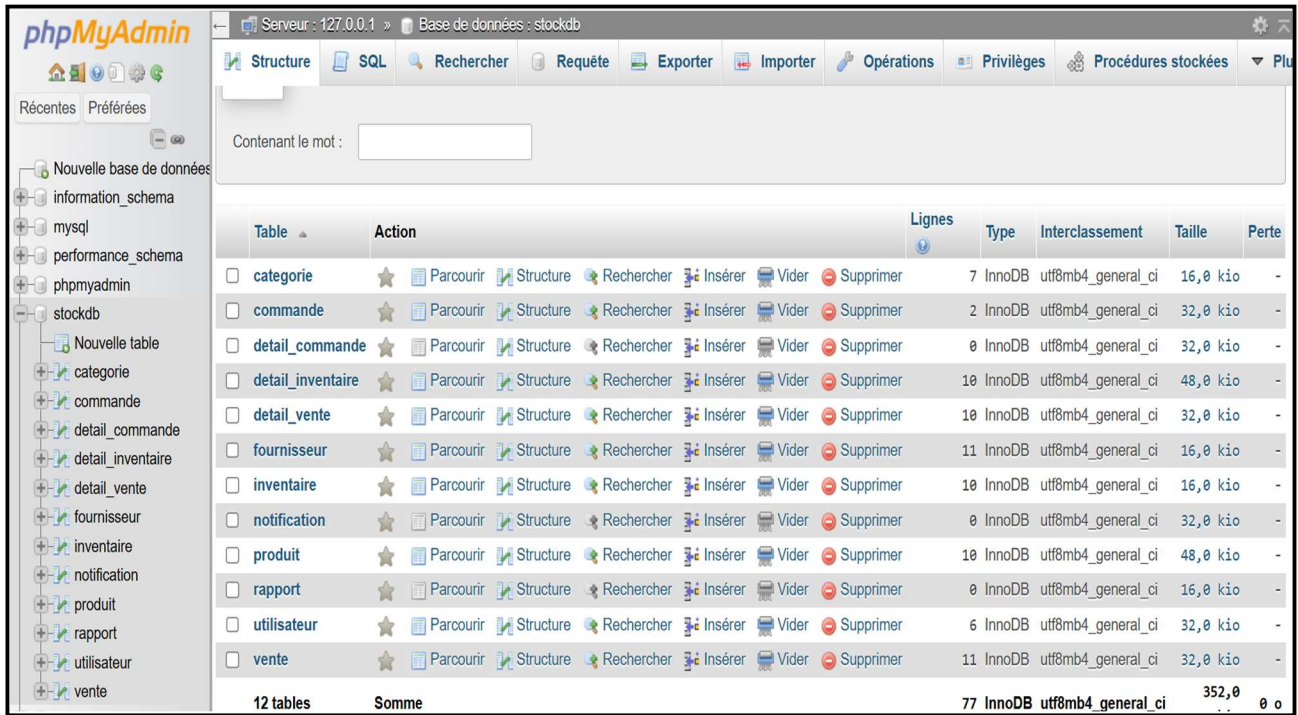 phpMyAdmin
Récentes Préférées
Nouvelle base de données
information_schema
mysql
performance_schema
phpmyadmin
stockdb
Nouvelle table
categorie
commande
detail_commande
detail_inventaire
detail_vente
fournisseur
inventaire
notification
produit
rapport
utilisateur
vente
Serveur : 127.0.0.1 » Base de données : stockdb
Structure SQL Rechercher Requête Exporter Importer Opérations Privilèges Procédures stockées Plu
Contenant le mot :
Table Action Lignes Type Interclassement Taille Perte
categorie Parcourir Structure Rechercher Insérer Vider Supprimer 7 InnoDB utf8mb4_general_ci 16,0 kio -
commande Parcourir Structure Rechercher Insérer Vider Supprimer 2 InnoDB utf8mb4_general_ci 32,0 kio -
detail_commande Parcourir Structure Rechercher Insérer Vider Supprimer 0 InnoDB utf8mb4_general_ci 32,0 kio -
detail_inventaire Parcourir Structure Rechercher Insérer Vider Supprimer 10 InnoDB utf8mb4_general_ci 48,0 kio -
detail_vente Parcourir Structure Rechercher Insérer Vider Supprimer 10 InnoDB utf8mb4_general_ci 32,0 kio -
fournisseur Parcourir Structure Rechercher Insérer Vider Supprimer 11 InnoDB utf8mb4_general_ci 16,0 kio -
inventaire Parcourir Structure Rechercher Insérer Vider Supprimer 10 InnoDB utf8mb4_general_ci 16,0 kio -
notification Parcourir Structure Rechercher Insérer Vider Supprimer 0 InnoDB utf8mb4_general_ci 32,0 kio -
produit Parcourir Structure Rechercher Insérer Vider Supprimer 10 InnoDB utf8mb4_general_ci 48,0 kio -
rapport Parcourir Structure Rechercher Insérer Vider Supprimer 0 InnoDB utf8mb4_general_ci 16,0 kio -
utilisateur Parcourir Structure Rechercher Insérer Vider Supprimer 6 InnoDB utf8mb4_general_ci 32,0 kio -
vente Parcourir Structure Rechercher Insérer Vider Supprimer 11 InnoDB utf8mb4_general_ci 32,0 kio -
12 tables Somme 77 InnoDB utf8mb4_general_ci 352,0 0 o